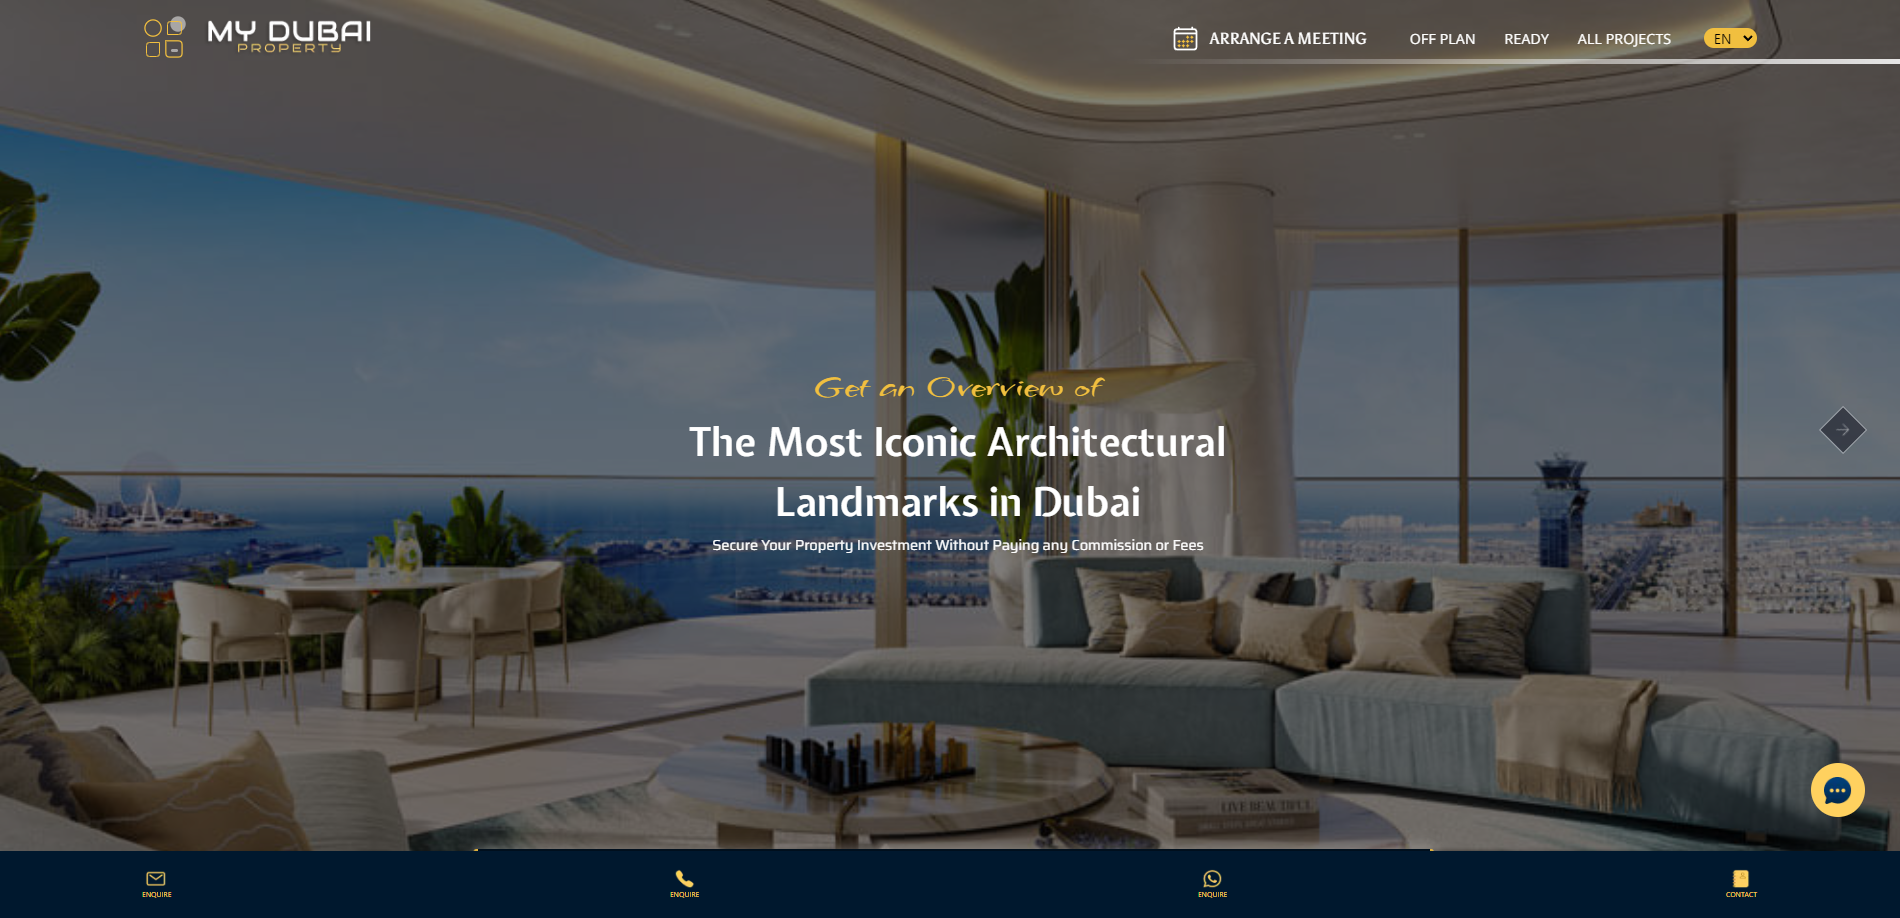 MY DUBAI
PROPERTY
ARRANGE A MEETING
OFF PLAN
READY
ALL PROJECTS
EN
Get an Overview of
The Most Iconic Architectural
Landmarks in Dubai
Secure Your Property Investment Without Paying any Commission or Fees
LIVE BEAUTIFUL
ENQUIRE
ENQUIRE
ENQUIRE
CONTACT